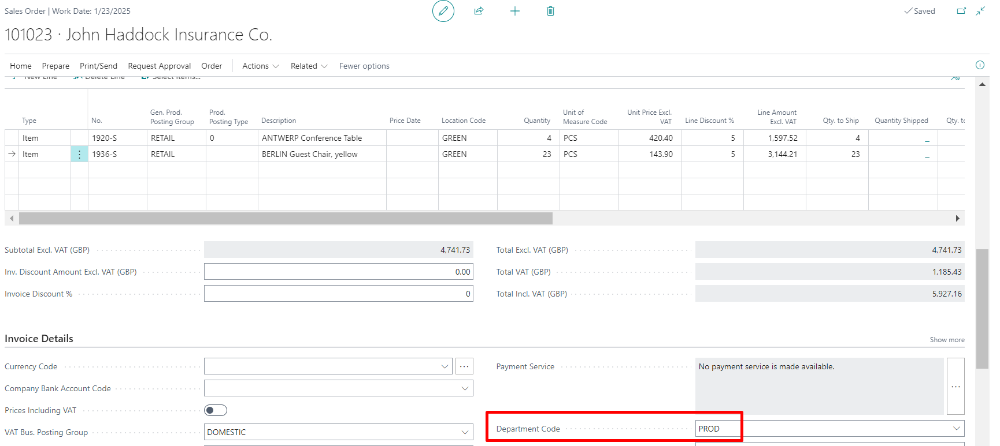 Sales Order | Work Date: 1/23/2025
Saved
101023 · John Haddock Insurance Co.
Home Prepare Print/Send Request Approval Order Actions Related Fewer options
New Line Delete Line Select items...
Type No. Gen. Prod. Posting Group Prod. Posting Type Description Price Date Location Code Quantity Unit of Measure Code Unit Price Excl. VAT Line Discount % Line Amount Excl. VAT Qty. to Ship Quantity Shipped Qty. to
Item 1920-S RETAIL 0 ANTWERP Conference Table GREEN 4 PCS 420.40 5 1,597.52 4 _
Item 1936-S RETAIL BERLIN Guest Chair, yellow GREEN 23 PCS 143.90 5 3,144.21 23 _
Subtotal Excl. VAT (GBP) 4,741.73 Total Excl. VAT (GBP) 4,741.73
Inv. Discount Amount Excl. VAT (GBP) 0.00 Total VAT (GBP) 1,185.43
Invoice Discount % 0 Total Incl. VAT (GBP) 5,927.16
Invoice Details Show more
Currency Code Payment Service No payment service is made available.
Company Bank Account Code
Prices Including VAT
VAT Bus. Posting Group DOMESTIC Department Code PROD